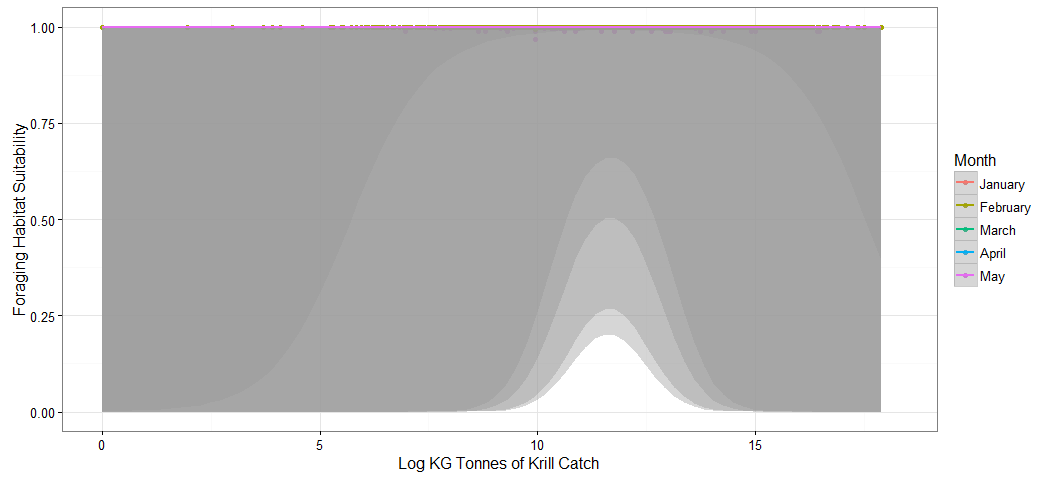 1.00
0.75
0.50
0.25
0.00
Foraging Habitat Suitability
0
5
10
15
Log KG Tonnes of Krill Catch
Month
January
February
March
April
May